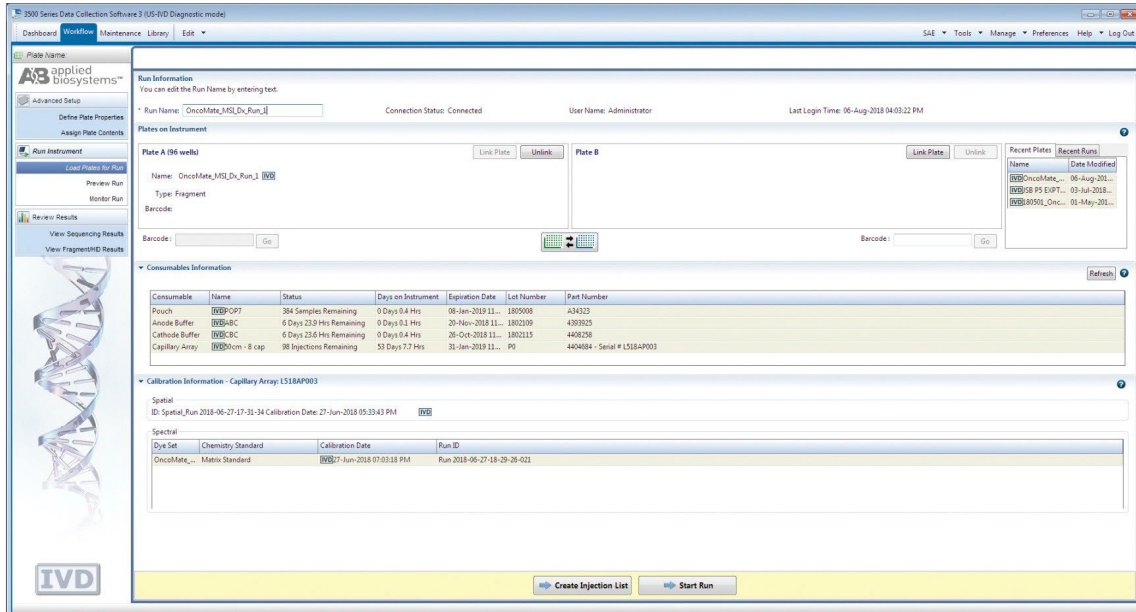 3500 Series Data Collection Software 3 (US-IVD Diagnostic mode)
Dashboard Workflow Maintenance Library Edit SAE Tools Manage Preferences Help Log Out
Plate Name:
AB applied biosystems™
Advanced Setup
Define Plate Properties
Assign Plate Contents
Run Instrument
Load Plates for Run
Preview Run
Monitor Run
Review Results
View Sequencing Results
View Fragment/HID Results
IVD
Run Information
You can edit the Run Name by entering text.
* Run Name: OncoMate_MSI_Dx_Run_1 Connection Status: Connected User Name: Administrator Last Login Time: 06-Aug-2018 04:03:22 PM
Plates on Instrument
Plate A (96 wells) Link Plate Unlink
Name: OncoMate_MSI_Dx_Run_1 IVD
Type: Fragment
Barcode:
Barcode: Go
Plate B Link Plate Unlink
Barcode: Go
Recent Plates Recent Runs
Name Date Modified
IVD OncoMate_... 06-Aug-201...
IVD JSB P5 EXPT... 03-Jul-2018...
IVD 180501_Onc... 01-May-201...
Consumables Information Refresh
Consumable Name Status Days on Instrument Expiration Date Lot Number Part Number
Pouch IVD POP7 384 Samples Remaining 0 Days 0.4 Hrs 08-Jan-2019 11... 1805008 A34323
Anode Buffer IVD ABC 6 Days 23.9 Hrs Remaining 0 Days 0.1 Hrs 20-Nov-2018 11... 1802109 4393925
Cathode Buffer IVD CBC 6 Days 23.6 Hrs Remaining 0 Days 0.4 Hrs 26-Oct-2018 11... 1802115 4408258
Capillary Array IVD 50cm - 8 cap 98 Injections Remaining 53 Days 7.7 Hrs 31-Jan-2019 11... P0 4404684 - Serial # L518AP003
Calibration Information - Capillary Array: L518AP003
Spatial
ID: Spatial_Run 2018-06-27-17-31-34 Calibration Date: 27-Jun-2018 05:33:43 PM IVD
Spectral
Dye Set Chemistry Standard Calibration Date Run ID
OncoMate_... Matrix Standard IVD 27-Jun-2018 07:03:18 PM Run 2018-06-27-18-29-26-021
Create Injection List Start Run